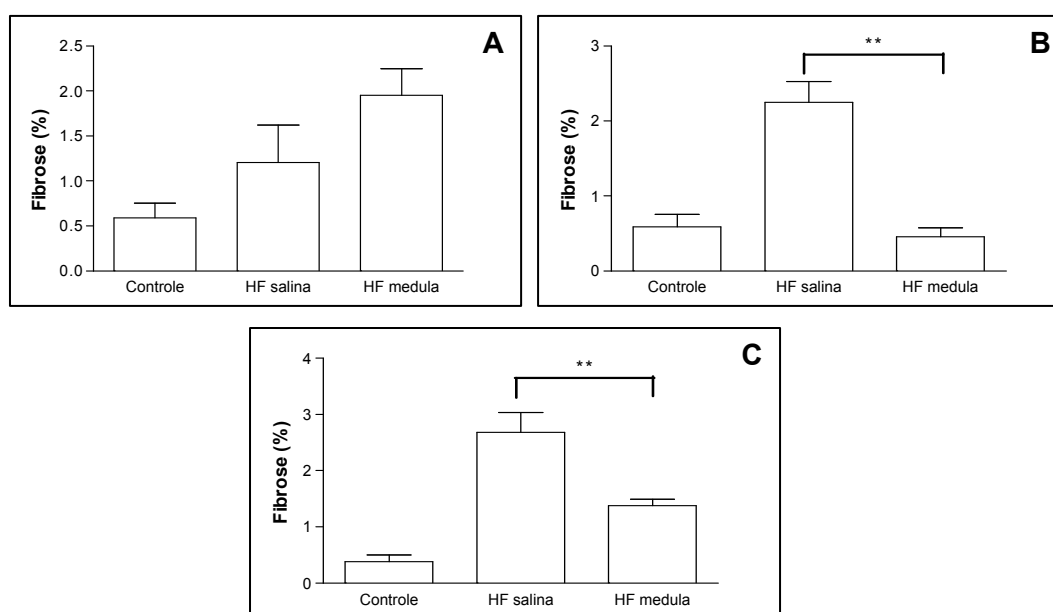 A
Fibrose (%)
2.5
2.0
1.5
1.0
0.5
0.0
Controle HF salina HF medula
B
**
Fibrose (%)
3
2
1
0
Controle HF salina HF medula
C
**
Fibrose (%)
4
3
2
1
0
Controle HF salina HF medula